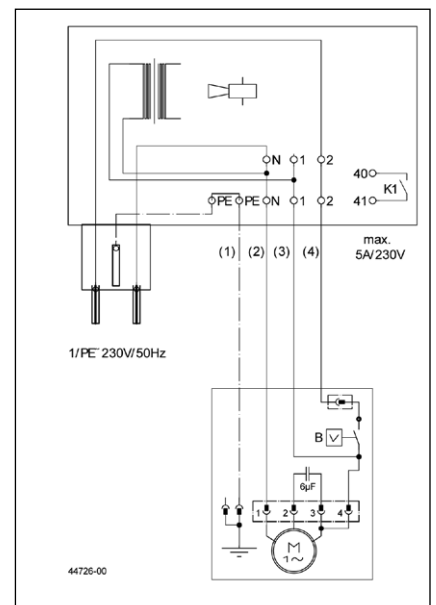 N 1 2
40
K1
PE PE N 1 2 41
(1) (2) (3) (4)
max.
5A/230V
1/PE~ 230V/50Hz
B
6µF
1 2 3 4
M
1~
44726-00